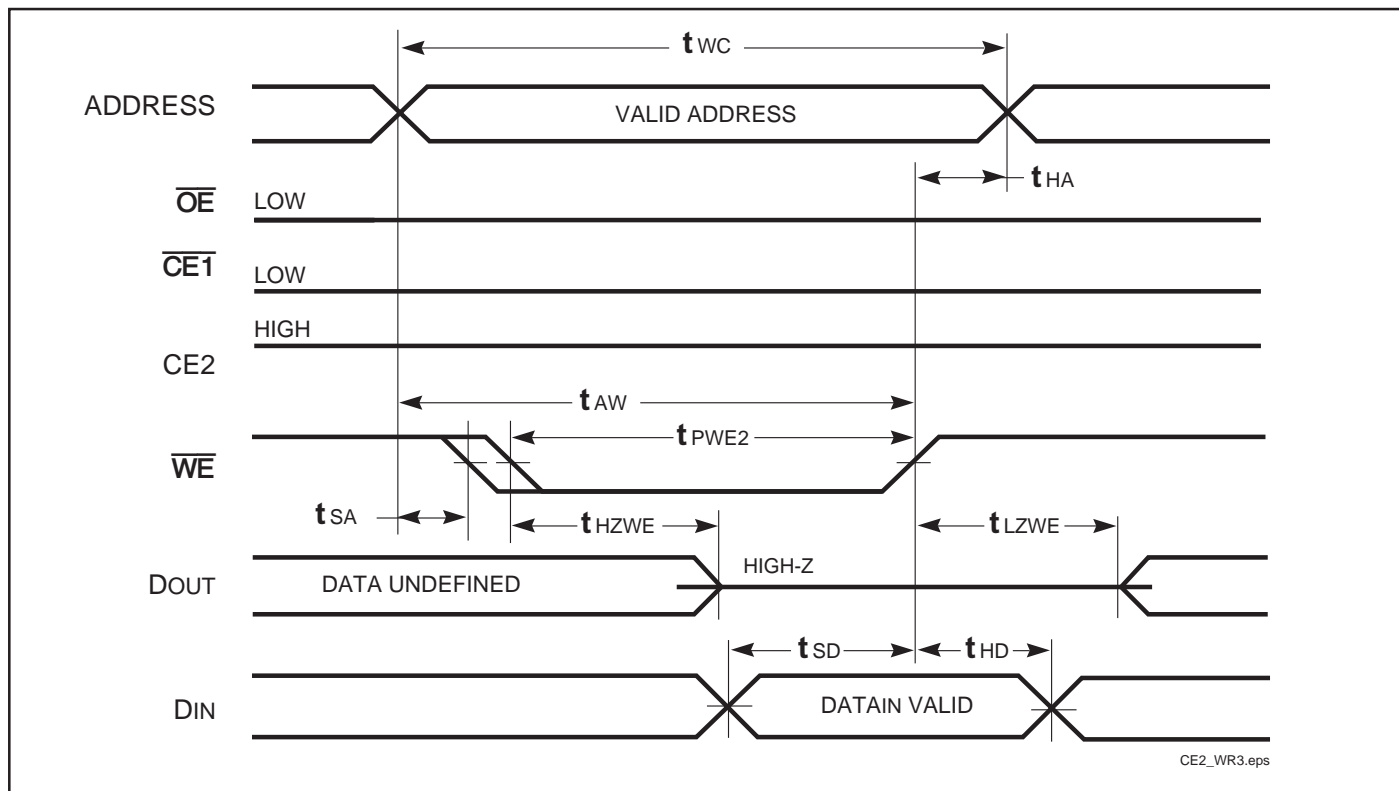 tWC
ADDRESS
VALID ADDRESS
tHA
OE
LOW
CE1
LOW
HIGH
CE2
tAW
tPWE2
WE
tSA
tHZWE
tLZWE
HIGH-Z
DOUT
DATA UNDEFINED
tSD
tHD
DIN
DATAIN VALID
CE2_WR3.eps